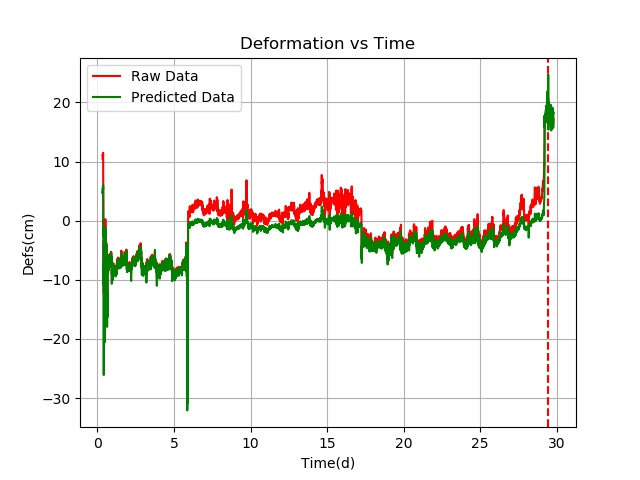 Deformation vs Time
Raw Data
Predicted Data
Defs(cm)
20
10
0
−10
−20
−30
0 5 10 15 20 25 30
Time(d)